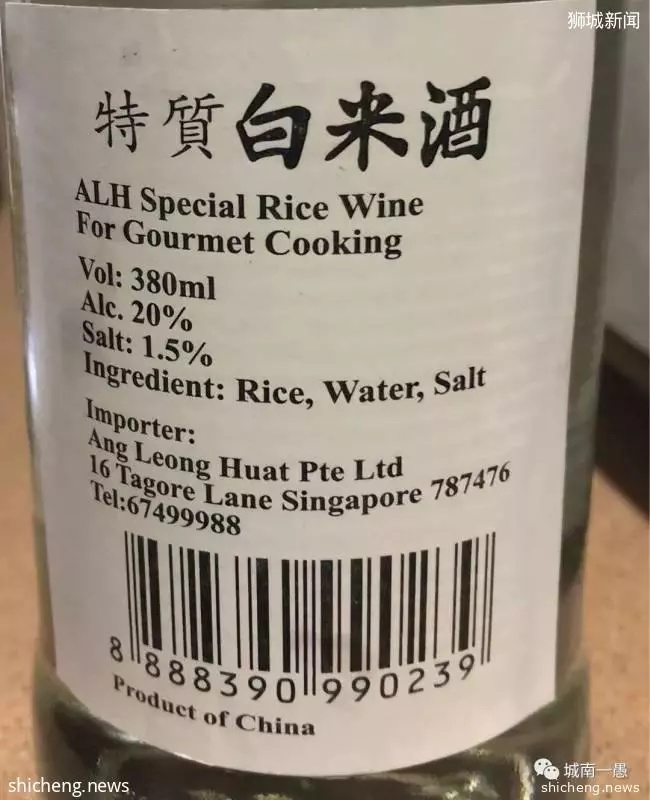 狮城新闻
特質白米酒
ALH Special Rice Wine
For Gourmet Cooking
Vol: 380ml
Alc. 20%
Salt: 1.5%
Ingredient: Rice, Water, Salt
Importer:
Ang Leong Huat Pte Ltd
16 Tagore Lane Singapore 787476
Tel:67499988
8 888390 990239
Product of China
城南一愚
shicheng.news
shicheng.news